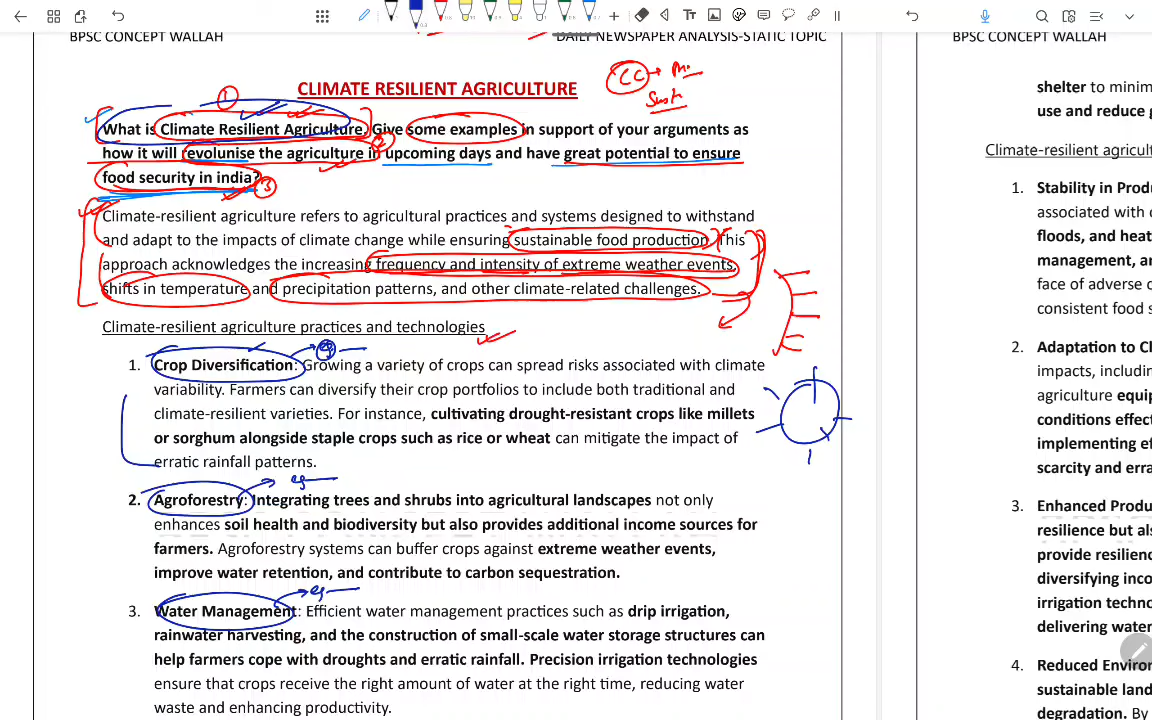 BPSC CONCEPT WALLAH
DAILY NEWSPAPER ANALYSIS-STATIC TOPIC
CLIMATE RESILIENT AGRICULTURE
CC
1
What is Climate Resilient Agriculture. Give some examples in support of your arguments as
how it will revolunise the agriculture in upcoming days and have great potential to ensure
2
food security in india?
3
Climate-resilient agriculture refers to agricultural practices and systems designed to withstand
and adapt to the impacts of climate change while ensuring sustainable food production. This
approach acknowledges the increasing frequency and intensity of extreme weather events,
shifts in temperature and precipitation patterns, and other climate-related challenges.
Climate-resilient agriculture practices and technologies
1. Crop Diversification: Growing a variety of crops can spread risks associated with climate
variability. Farmers can diversify their crop portfolios to include both traditional and
climate-resilient varieties. For instance, cultivating drought-resistant crops like millets
or sorghum alongside staple crops such as rice or wheat can mitigate the impact of
erratic rainfall patterns.
eg
2. Agroforestry: Integrating trees and shrubs into agricultural landscapes not only
enhances soil health and biodiversity but also provides additional income sources for
farmers. Agroforestry systems can buffer crops against extreme weather events,
improve water retention, and contribute to carbon sequestration.
eg
3. Water Management: Efficient water management practices such as drip irrigation,
rainwater harvesting, and the construction of small-scale water storage structures can
help farmers cope with droughts and erratic rainfall. Precision irrigation technologies
ensure that crops receive the right amount of water at the right time, reducing water
waste and enhancing productivity.
BPSC CONCEPT WALLAH
shelter to minim
use and reduce g
Climate-resilient agricult
1. Stability in Produ
associated with c
floods, and heat
management, an
face of adverse c
consistent food s
2. Adaptation to Cl
impacts, includin
agriculture equip
conditions effect
implementing ef
scarcity and erra
3. Enhanced Produ
resilience but als
provide resilienc
diversifying inco
irrigation techno
delivering water
4. Reduced Environ
sustainable land
degradation. By